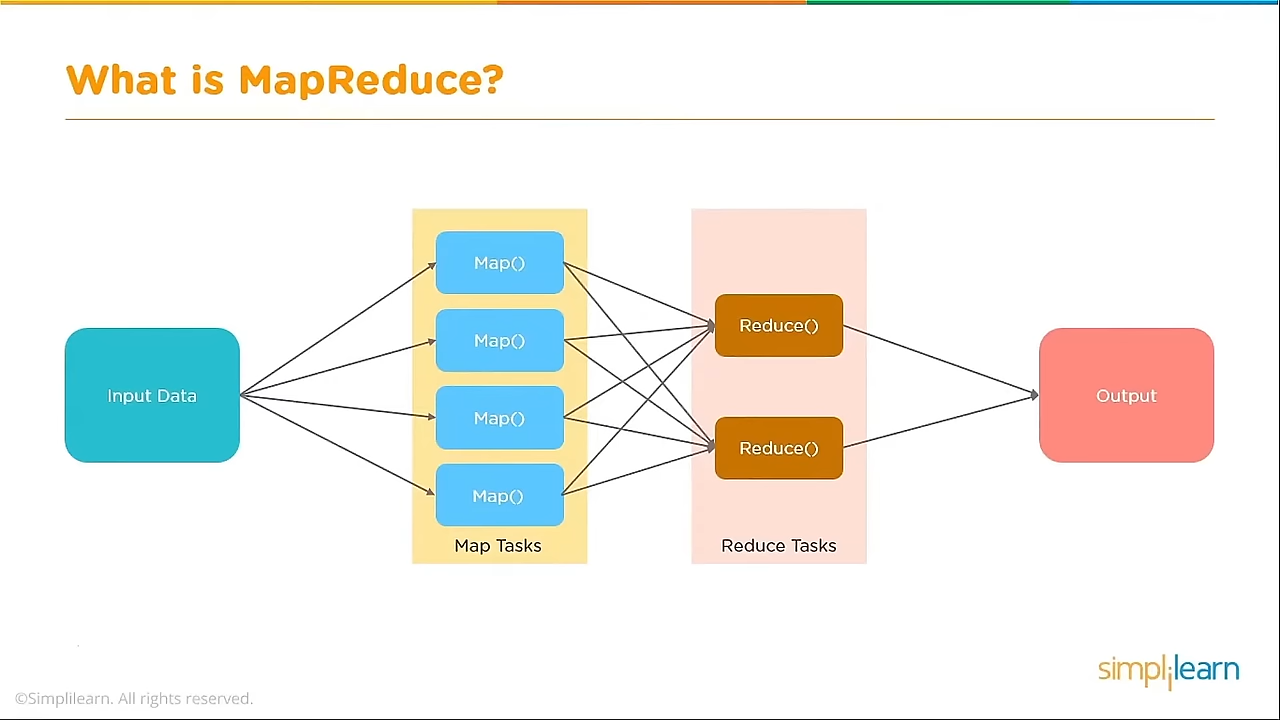 What is MapReduce?
Map()
Map()
Map()
Map()
Map Tasks
Reduce()
Reduce()
Reduce Tasks
Input Data
Output
simplilearn
©Simplilearn. All rights reserved.